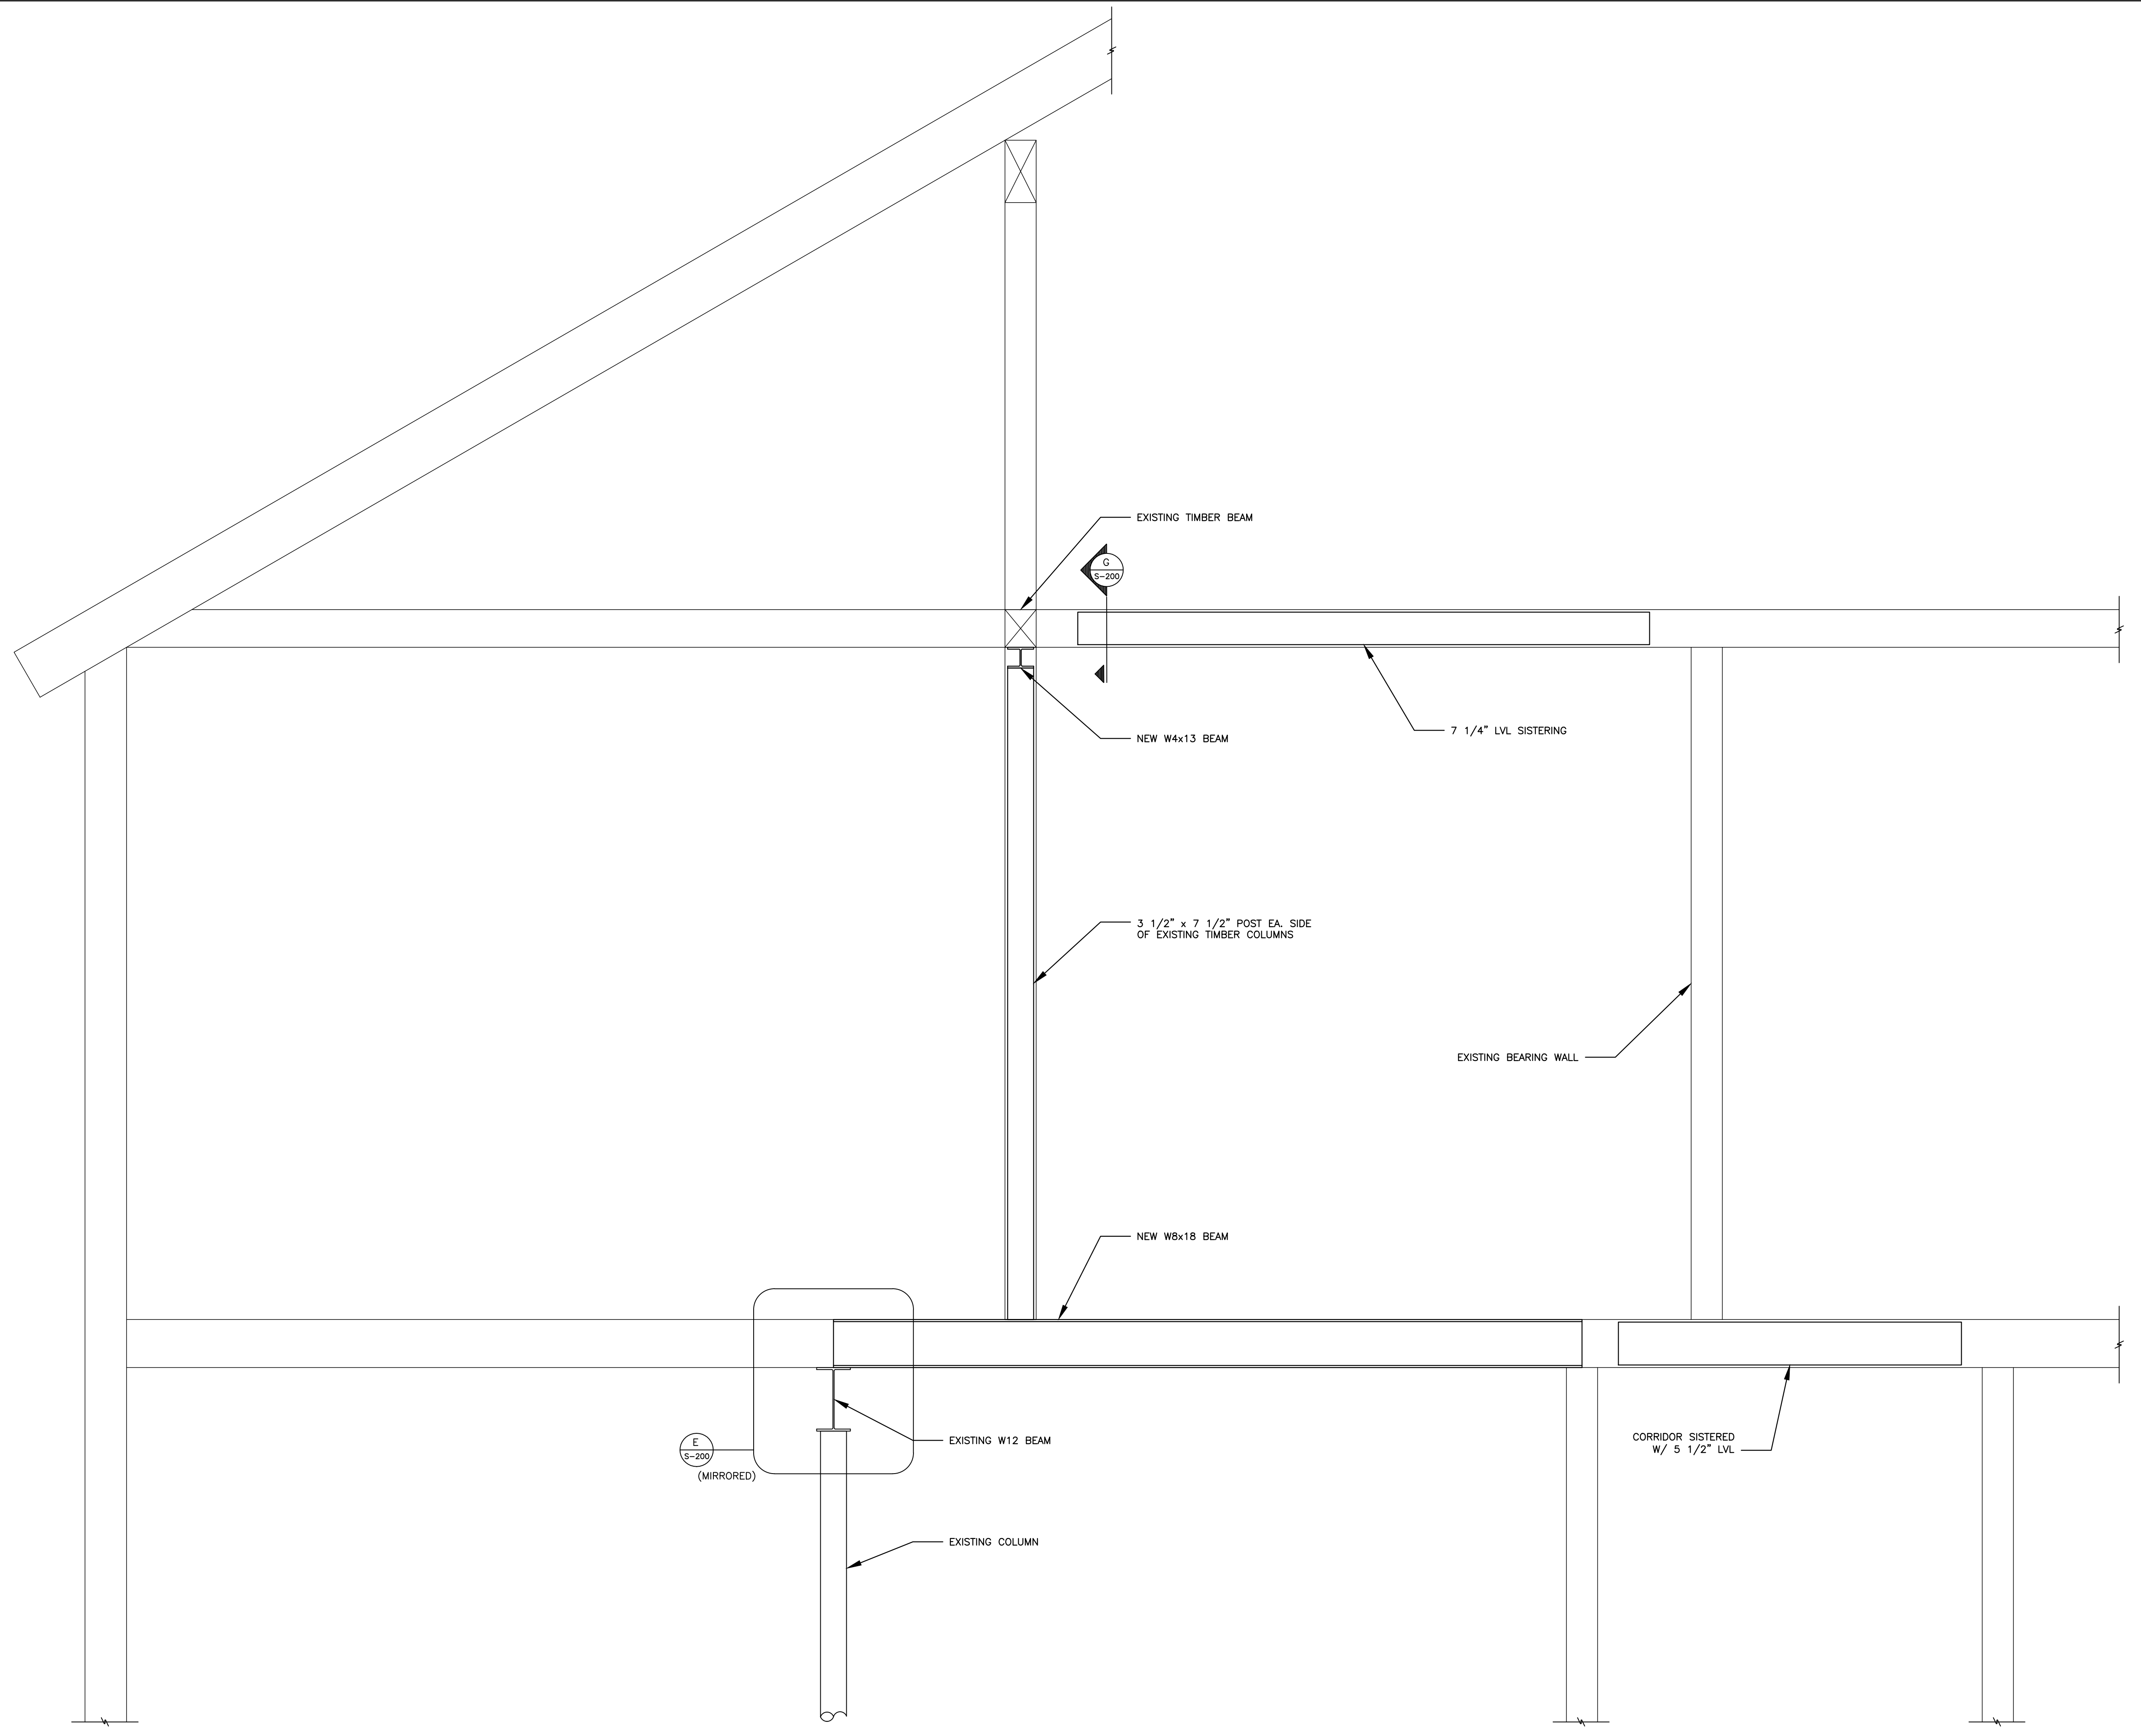 EXISTING TIMBER BEAM
G
S-200
7 1/4" LVL SISTERING
NEW W4x13 BEAM
3 1/2" x 7 1/2" POST EA. SIDE
OF EXISTING TIMBER COLUMNS
EXISTING BEARING WALL
NEW W8x18 BEAM
E
S-200
(MIRRORED)
EXISTING W12 BEAM
CORRIDOR SISTERED
W/ 5 1/2" LVL
EXISTING COLUMN